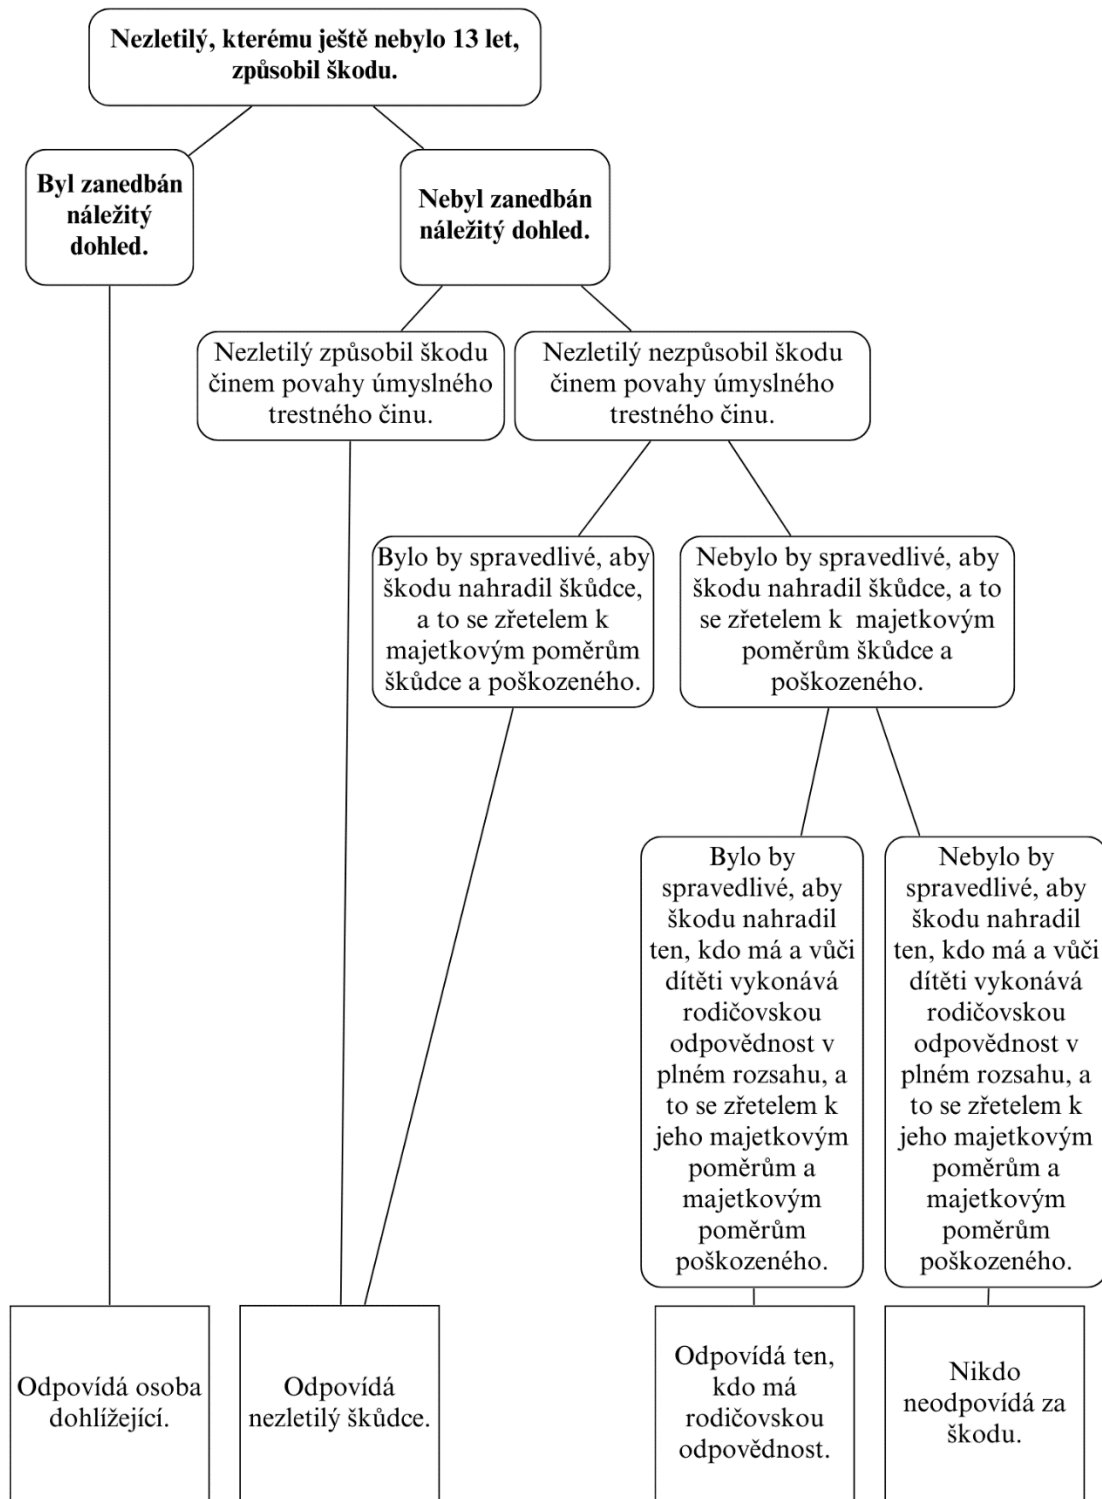 Nezletilý, kterému ještě nebylo 13 let,
způsobil škodu.
Byl zanedbán
náležitý
dohled.
Nebyl zanedbán
náležitý dohled.
Nezletilý způsobil škodu
činem povahy úmyslného
trestného činu.
Nezletilý nezpůsobil škodu
činem povahy úmyslného
trestného činu.
Bylo by spravedlivé, aby
škodu nahradil škůdce,
a to se zřetelem k
majetkovým poměrům
škůdce a poškozeného.
Nebylo by spravedlivé, aby
škodu nahradil škůdce, a to
se zřetelem k majetkovým
poměrům škůdce a
poškozeného.
Bylo by
spravedlivé, aby
škodu nahradil
ten, kdo má a vůči
dítěti vykonává
rodičovskou
odpovědnost v
plném rozsahu, a
to se zřetelem k
jeho majetkovým
poměrům a
majetkovým
poměrům
poškozeného.
Nebylo by
spravedlivé, aby
škodu nahradil
ten, kdo má a vůči
dítěti vykonává
rodičovskou
odpovědnost v
plném rozsahu, a
to se zřetelem k
jeho majetkovým
poměrům a
majetkovým
poměrům
poškozeného.
Odpovídá osoba
dohlížející.
Odpovídá
nezletilý škůdce.
Odpovídá ten,
kdo má
rodičovskou
odpovědnost.
Nikdo
neodpovídá za
škodu.